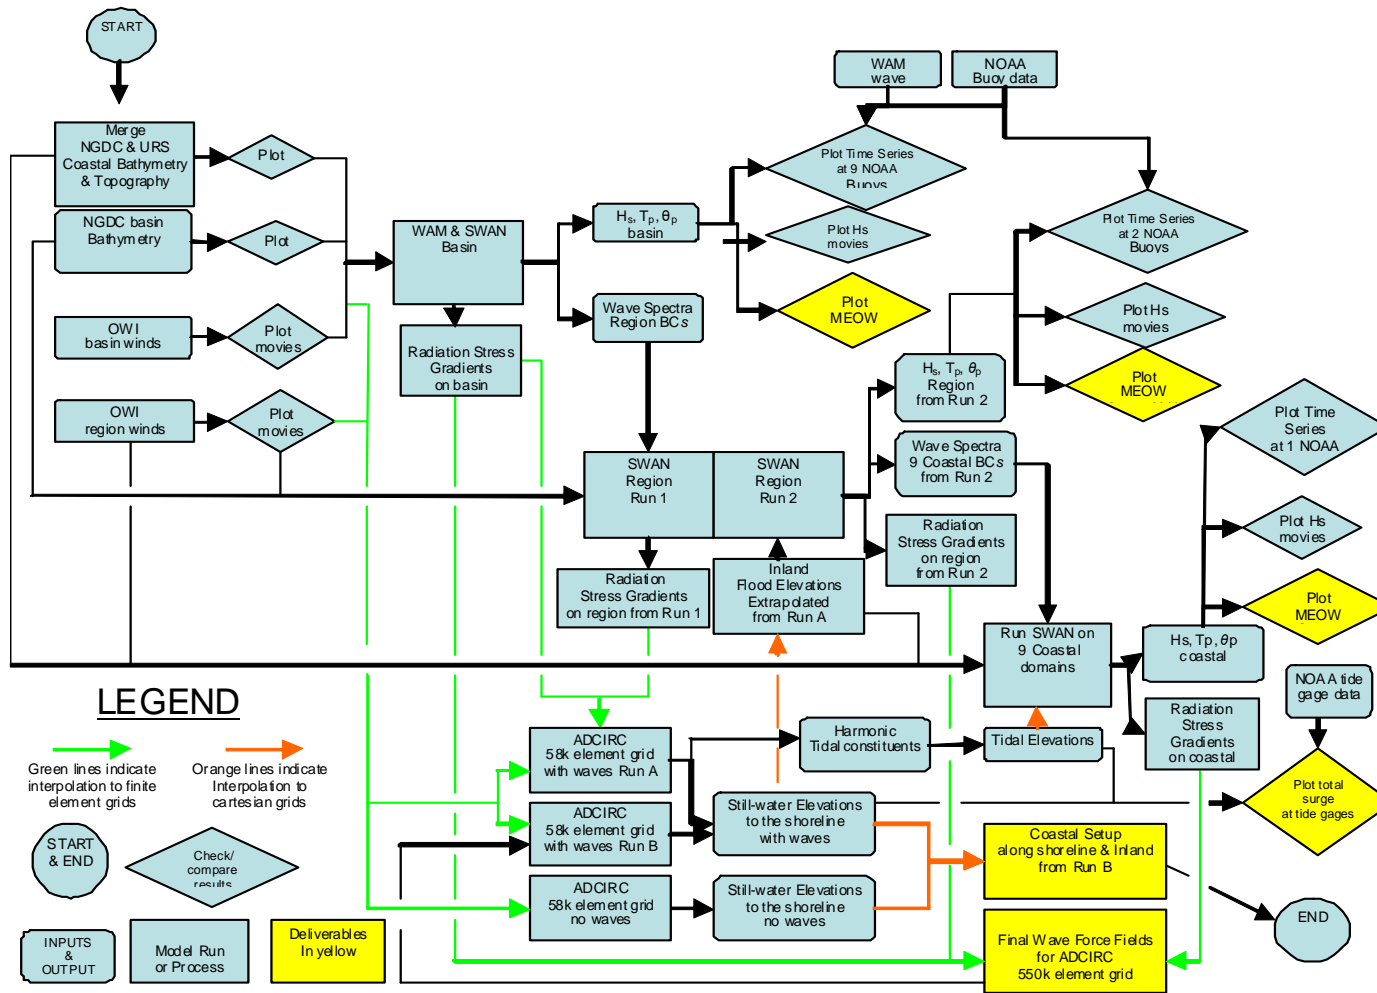 START
WAM
wave
NOAA
Buoy data
Merge
NGDC & URS
Coastal Bathymetry
& Topography
Plot
Plot Time Series
at 9 NOAA
Buoys
NGDC basin
Bathymetry
Plot
WAM & SWAN
Basin
Hs, Tp, θp
basin
Plot Hs
movies
Plot Time Series
at 2 NOAA
Buoys
OWI
basin winds
Plot
movies
Wave Spectra
Region BCs
Plot
MEOW
Plot Hs
movies
Radiation Stress
Gradients
on basin
Hs, Tp, θp
Region
from Run 2
Plot
MEOW
OWI
region winds
Plot
movies
Plot Time
Series
at 1 NOAA
SWAN
Region
Run 1
SWAN
Region
Run 2
Wave Spectra
9 Coastal BCs
from Run 2
Radiation
Stress Gradients
on region
from Run 2
Plot Hs
movies
Radiation
Stress Gradients
on region from Run 1
Inland
Flood Elevations
Extrapolated
from Run A
Plot
MEOW
Run SWAN on
9 Coastal
domains
Hs, Tp, θp
coastal
NOAA tide
gage data
LEGEND
Green lines indicate
interpolation to finite
element grids
Orange lines indicate
Interpolation to
cartesian grids
ADCIRC
58k element grid
with waves Run A
Harmonic
Tidal constituents
Tidal Elevations
Radiation
Stress
Gradients
on coastal
Plot total
surge
at tide gages
ADCIRC
58k element grid
with waves Run B
Still-water Elevations
to the shoreline
with waves
Coastal Setup
along shoreline & Inland
from Run B
START
& END
Check/
compare
results
ADCIRC
58k element grid
no waves
Still-water Elevations
to the shoreline
no waves
END
INPUTS
&
OUTPUT
Model Run
or Process
Deliverables
In yellow
Final Wave Force Fields
for ADCIRC
550k element grid